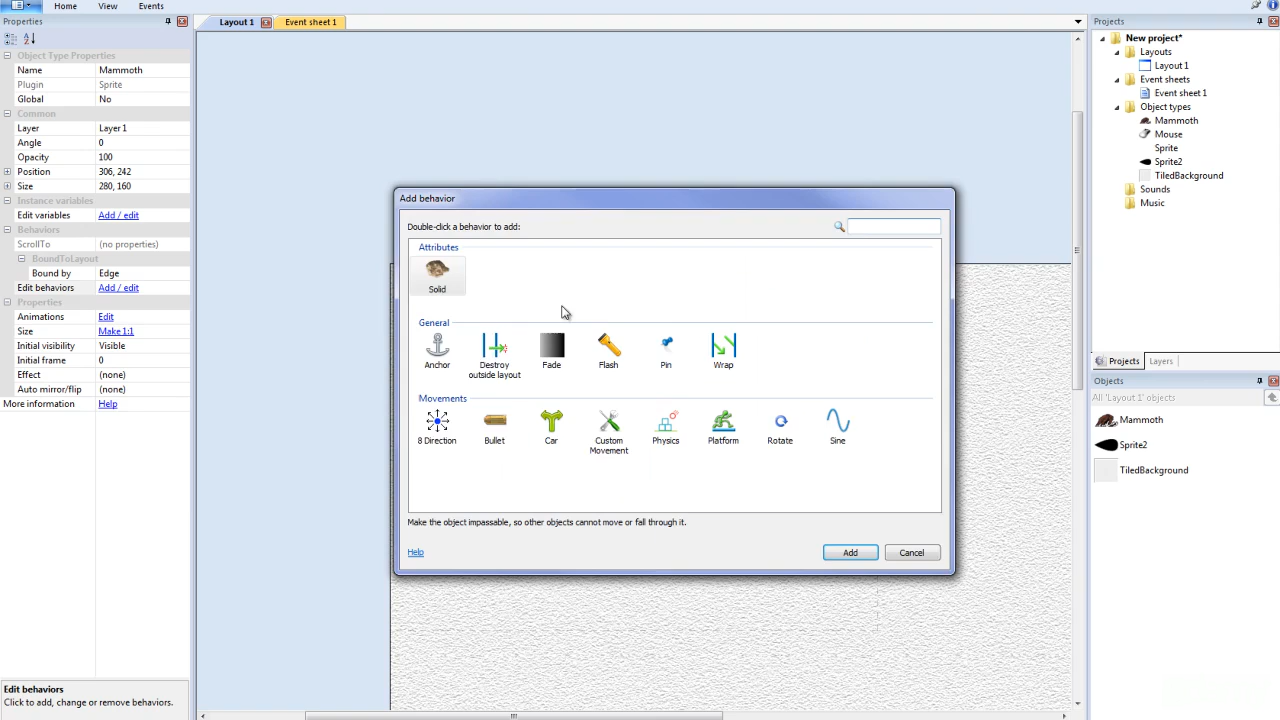 Home View Events
Properties
Layout 1 Event sheet 1
Projects
Object Type Properties
Name Mammoth
Plugin Sprite
Global No
Common
Layer Layer 1
Angle 0
Opacity 100
Position 306, 242
Size 280, 160
Instance variables
Edit variables Add / edit
Behaviors
ScrollTo (no properties)
BoundToLayout
Bound by Edge
Edit behaviors Add / edit
Properties
Animations Edit
Size Make 1:1
Initial visibility Visible
Initial frame 0
Effect (none)
Auto mirror/flip (none)
More information Help
Edit behaviors
Click to add, change or remove behaviors.
Add behavior
Double-click a behavior to add:
Attributes
Solid
General
Anchor Destroy outside layout Fade Flash Pin Wrap
Movements
8 Direction Bullet Car Custom Movement Physics Platform Rotate Sine
Make the object impassable, so other objects cannot move or fall through it.
Help Add Cancel
New project*
Layouts
Layout 1
Event sheets
Event sheet 1
Object types
Mammoth
Mouse
Sprite
Sprite2
TiledBackground
Sounds
Music
Projects Layers
Objects
All 'Layout 1' objects
Mammoth
Sprite2
TiledBackground